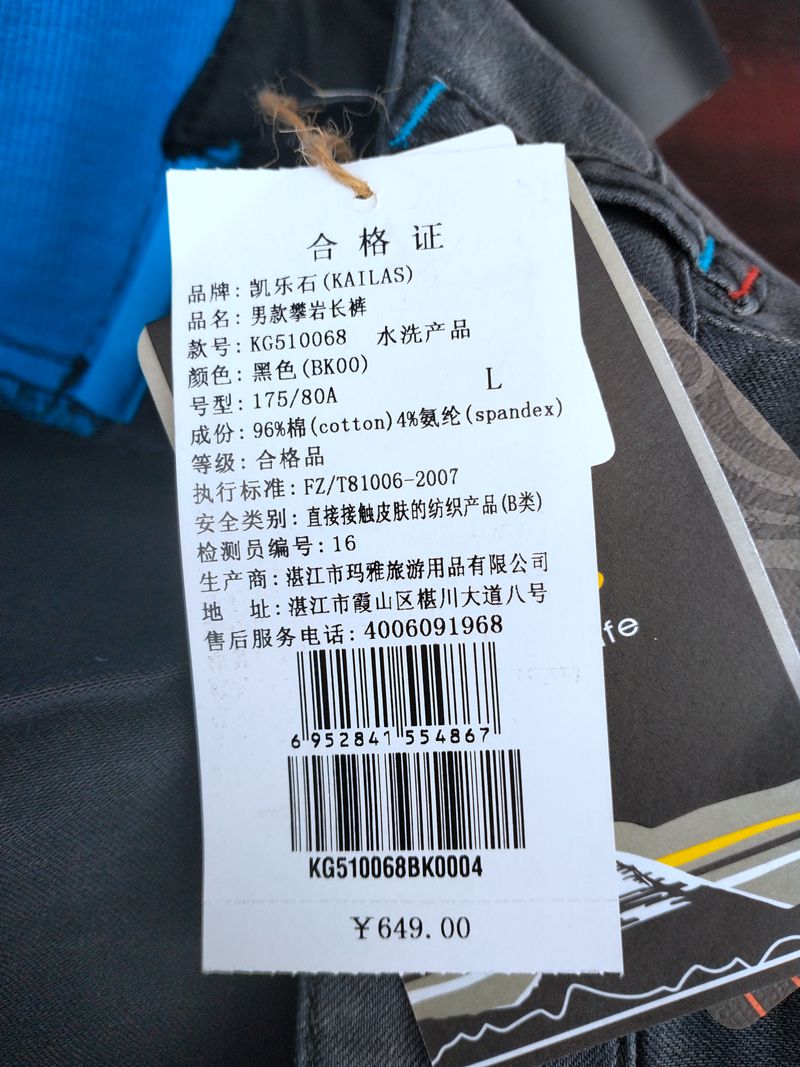 合格证
品牌: 凯乐石(KAILAS)
品名: 男款攀岩长裤
款号: KG510068 水洗产品
颜色: 黑色(BK00)
L
号型: 175/80A
成份: 96%棉(cotton)4%氨纶(spandex)
等级: 合格品
执行标准: FZ/T81006-2007
安全类别: 直接接触皮肤的纺织产品(B类)
检测员编号: 16
生产商: 湛江市玛雅旅游用品有限公司
地 址: 湛江市霞山区椹川大道八号
售后服务电话: 4006091968
6 952841 554867
KG510068BK0004
¥649.00